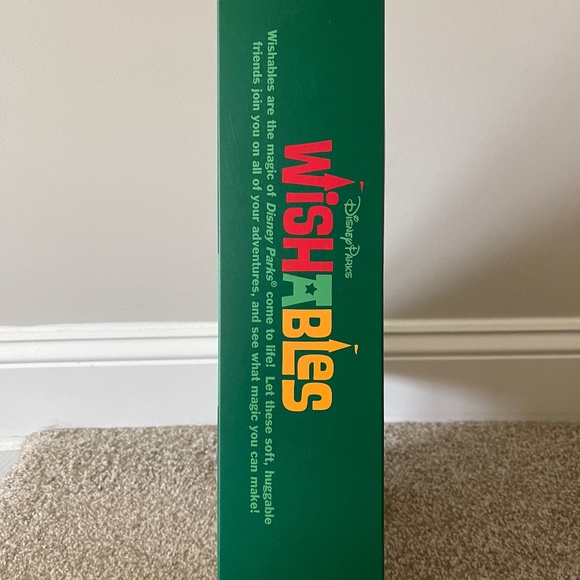 Disney Parks
WiSHABLes
Wishables are the magic of Disney Parks® come to life! Let these soft, huggable
friends join you on all of your adventures, and see what magic you can make!